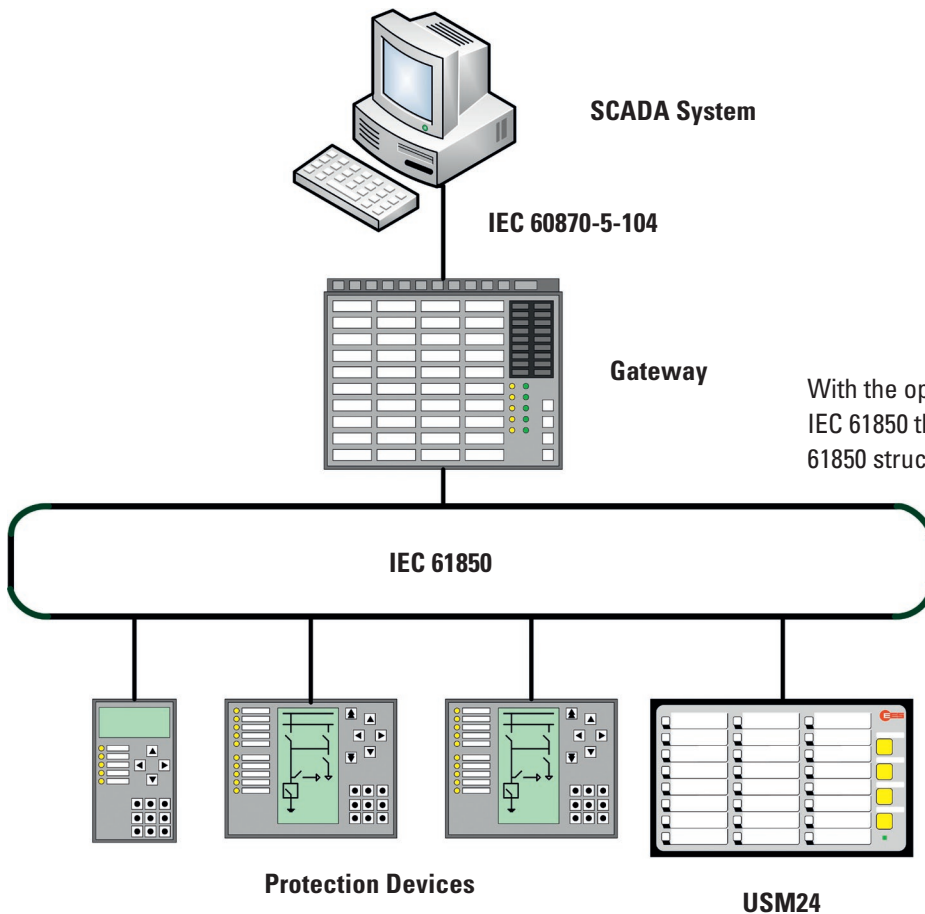 SCADA System
IEC 60870-5-104
Gateway
With the op
IEC 61850 th
61850 struc
IEC 61850
Protection Devices
USM24